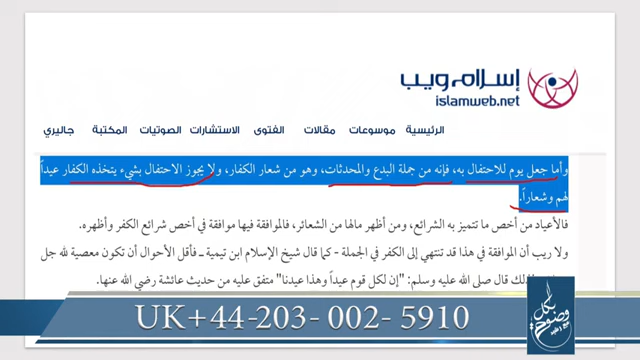 إسلام ويب
islamweb.net
الرئيسية موسوعات مقالات الفتوى الاستشارات الصوتيات المكتبة جاليري
وأما جعل يوم للاحتفال به، فإنه من جملة البدع والمحدثات، وهو من شعار الكفار، ولا يجوز الاحتفال بشيء يتخذه الكفار عيداً
لهم وشعاراً.
فالأعياد من أخص ما تتميز به الشرائع، ومن أظهر مالها من الشعائر، فالموافقة فيها موافقة في أخص شرائع الكفر وأظهره.
ولا ريب أن الموافقة في هذا قد تنتهي إلى الكفر في الجملة - كما قال شيخ الإسلام ابن تيمية ـ فأقل الأحوال أن تكون معصية لله جل
قال صلى الله عليه وسلم: "إن لكل قوم عيداً وهذا عيدنا" متفق عليه من حديث عائشة رضي الله عنها.
UK+44-203- 002- 5910
بكل وضوح